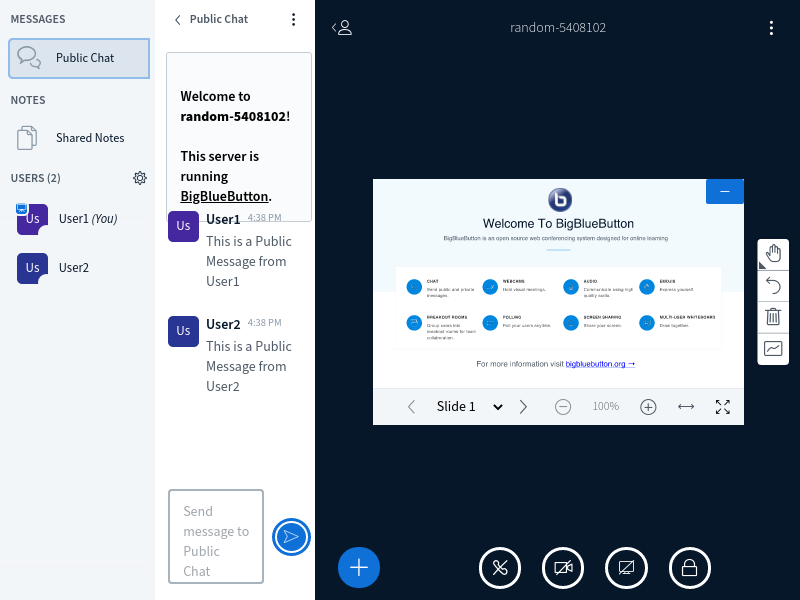 MESSAGES
Public Chat
NOTES
Shared Notes
USERS (2)
Us
User1 (You)
Us
User2
Public Chat
Welcome to
random-5408102!
This server is
running
BigBlueButton.
Us
User1 4:38 PM
This is a Public
Message from
User1
Us
User2 4:38 PM
This is a Public
Message from
User2
Send
message to
Public
Chat
random-5408102
b
Welcome To BigBlueButton
BigBlueButton is an open source web conferencing system designed for online learning
CHAT
Send public and private
messages.
WEBCAMS
Hold visual meetings.
AUDIO
Communicate using high
quality audio.
EMOJIS
Express yourself.
BREAKOUT ROOMS
Group users into
breakout rooms for team
collaboration.
POLLING
Poll your users anytime.
SCREEN SHARING
Share your screen.
MULTI-USER WHITEBOARD
Draw together.
For more information visit bigbluebutton.org →
Slide 1
100%